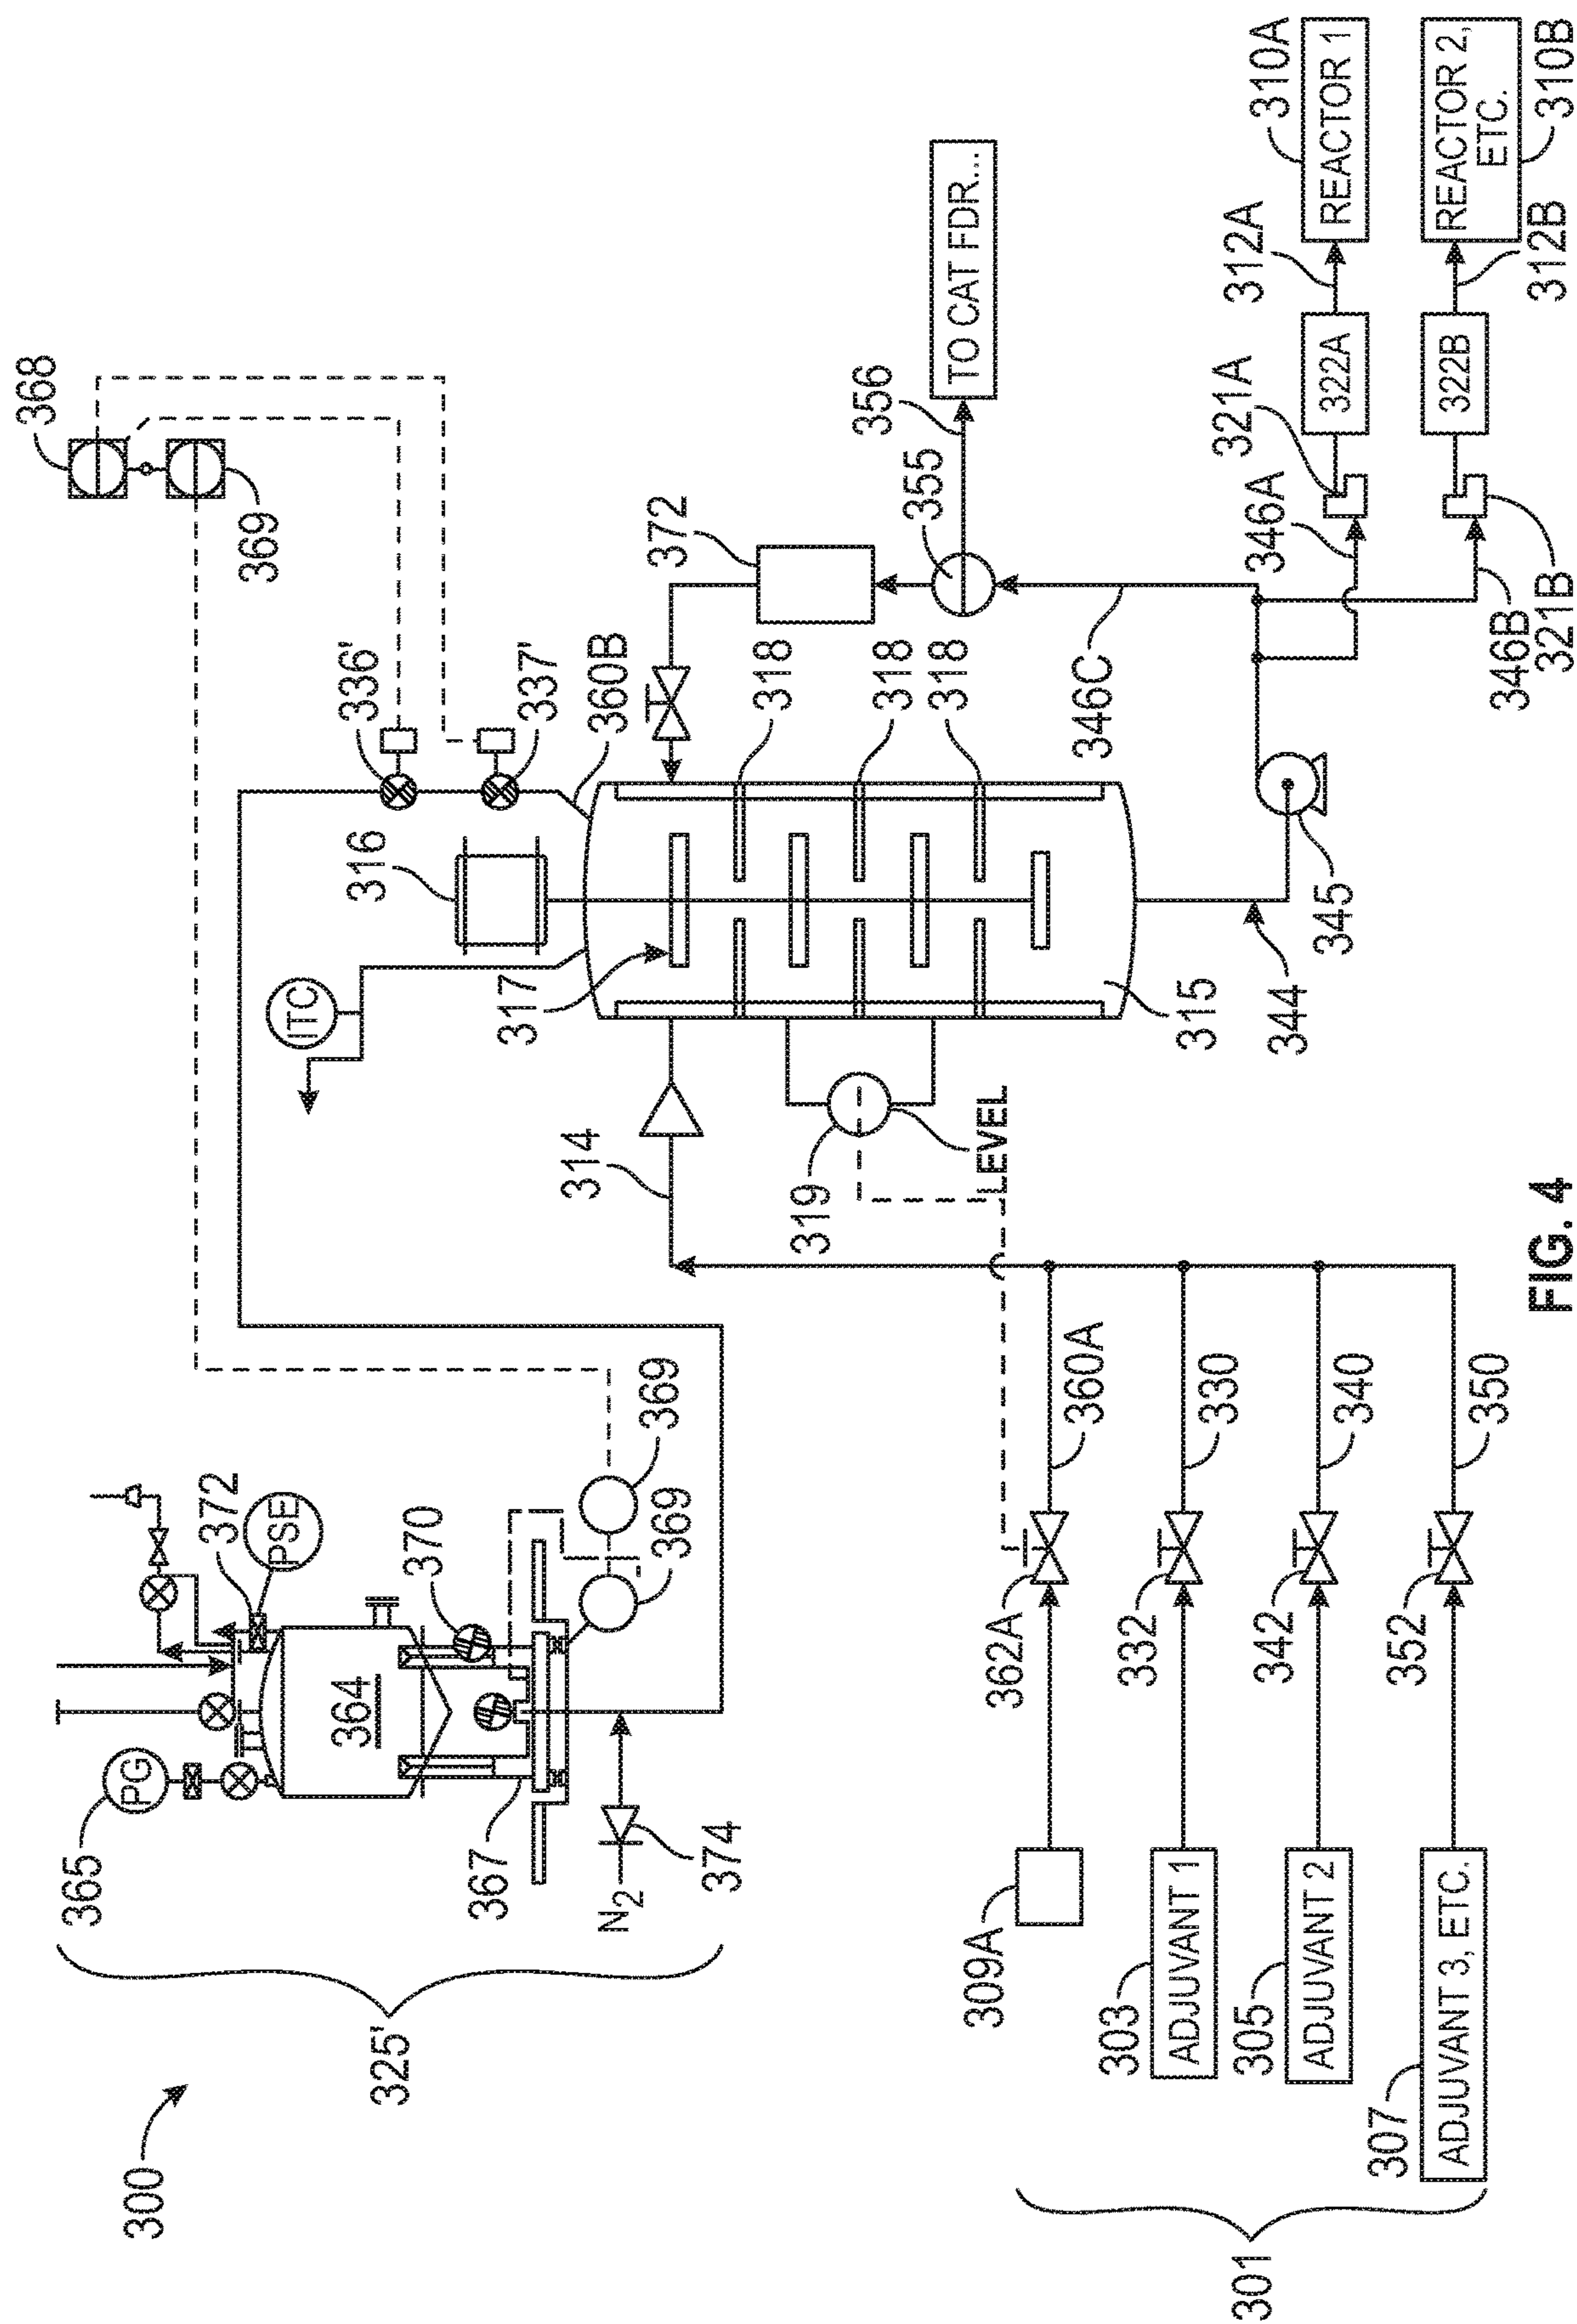 300
325'
365
PG
364
372
PSE
370
367
369
369
N2
374
368
369
336'
337'
360B
316
ITC
317
314
319
LEVEL
315
318
318
318
372
355
356
TO CAT FDR...
344
345
346C
346A
346B
321A
321B
322A
322B
312A
312B
310A
REACTOR 1
310B
REACTOR 2,
ETC.
301
309A
362A
360A
303
ADJUVANT 1
332
330
305
ADJUVANT 2
342
340
307
ADJUVANT 3, ETC.
352
350
FIG. 4